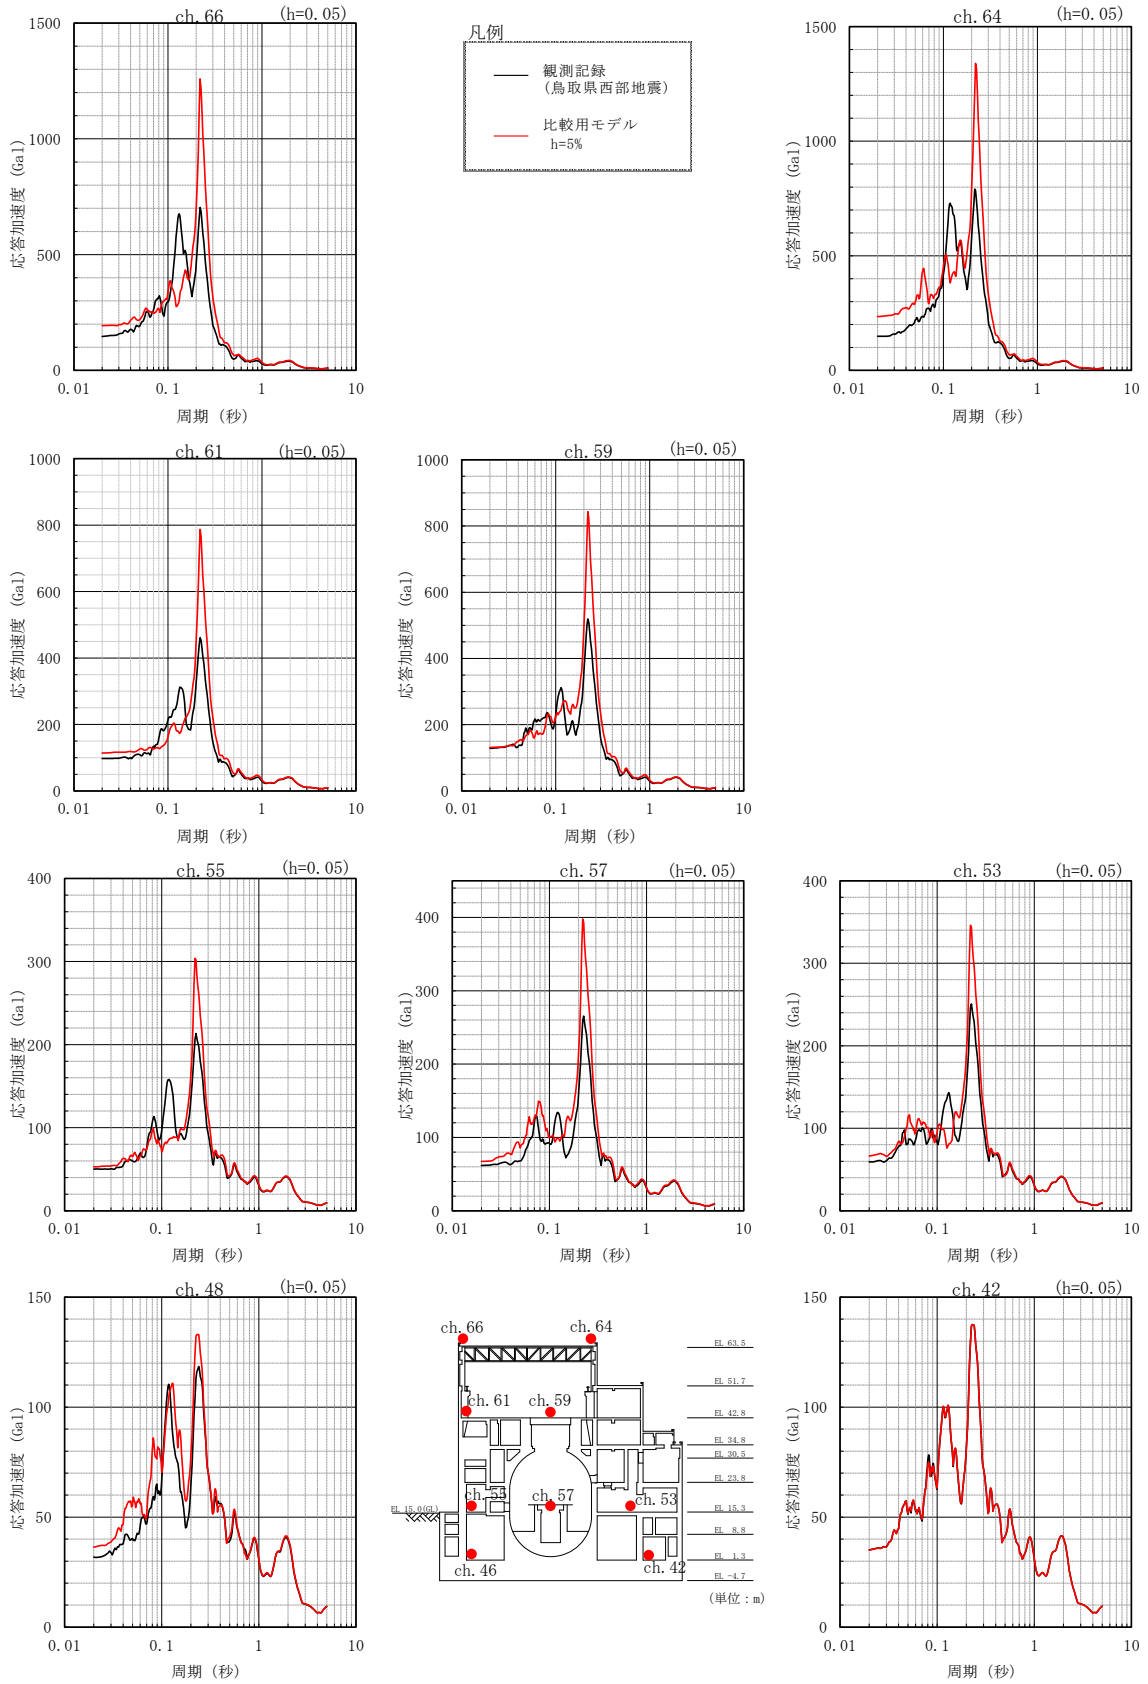 ch.66 (h=0.05)
1500
1000
500
0
0.01 0.1 1 10
応答加速度 (Gal)
周期 (秒)
凡例
観測記録
(鳥取県西部地震)
比較用モデル
h=5%
ch.64 (h=0.05)
1500
1000
500
0
0.01 0.1 1 10
応答加速度 (Gal)
周期 (秒)
ch.61 (h=0.05)
1000
800
600
400
200
0
0.01 0.1 1 10
応答加速度 (Gal)
周期 (秒)
ch.59 (h=0.05)
1000
800
600
400
200
0
0.01 0.1 1 10
応答加速度 (Gal)
周期 (秒)
ch.55 (h=0.05)
400
300
200
100
0
0.01 0.1 1 10
応答加速度 (Gal)
周期 (秒)
ch.57 (h=0.05)
400
300
200
100
0
0.01 0.1 1 10
応答加速度 (Gal)
周期 (秒)
ch.53 (h=0.05)
400
300
200
100
0
0.01 0.1 1 10
応答加速度 (Gal)
周期 (秒)
ch.48 (h=0.05)
150
100
50
0
0.01 0.1 1 10
応答加速度 (Gal)
周期 (秒)
ch.66 ch.64
ch.61 ch.59
ch.55 ch.57 ch.53
ch.46 ch.42
EL 15.0(GL)
EL 63.5
EL 51.7
EL 42.8
EL 34.8
EL 30.5
EL 23.8
EL 15.3
EL 8.8
EL 1.3
EL -4.7
(単位：m)
ch.42 (h=0.05)
150
100
50
0
0.01 0.1 1 10
応答加速度 (Gal)
周期 (秒)